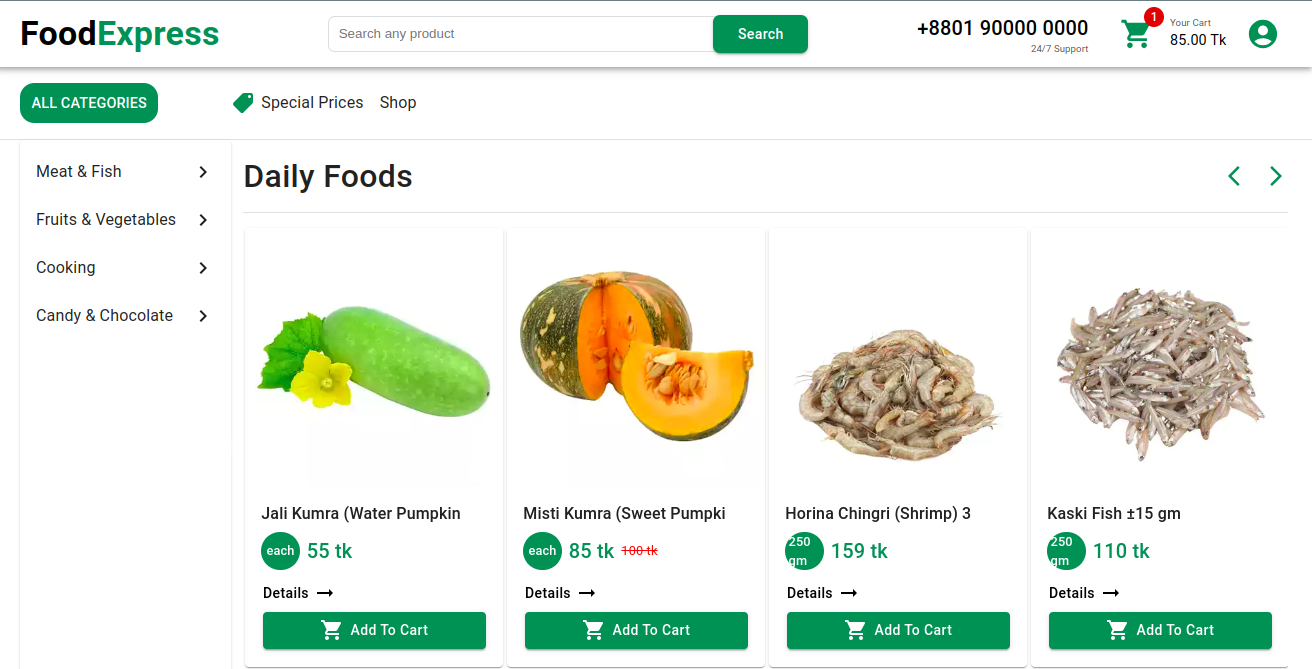 FoodExpress
Search any product
Search
+8801 90000 0000
24/7 Support
1
Your Cart
85.00 Tk
ALL CATEGORIES
Special Prices
Shop
Meat & Fish
Fruits & Vegetables
Cooking
Candy & Chocolate
Daily Foods
Jali Kumra (Water Pumpkin
each
55 tk
Details
Add To Cart
Misti Kumra (Sweet Pumpki
each
85 tk 100 tk
Details
Add To Cart
Horina Chingri (Shrimp) 3
250
gm
159 tk
Details
Add To Cart
Kaski Fish ±15 gm
250
gm
110 tk
Details
Add To Cart